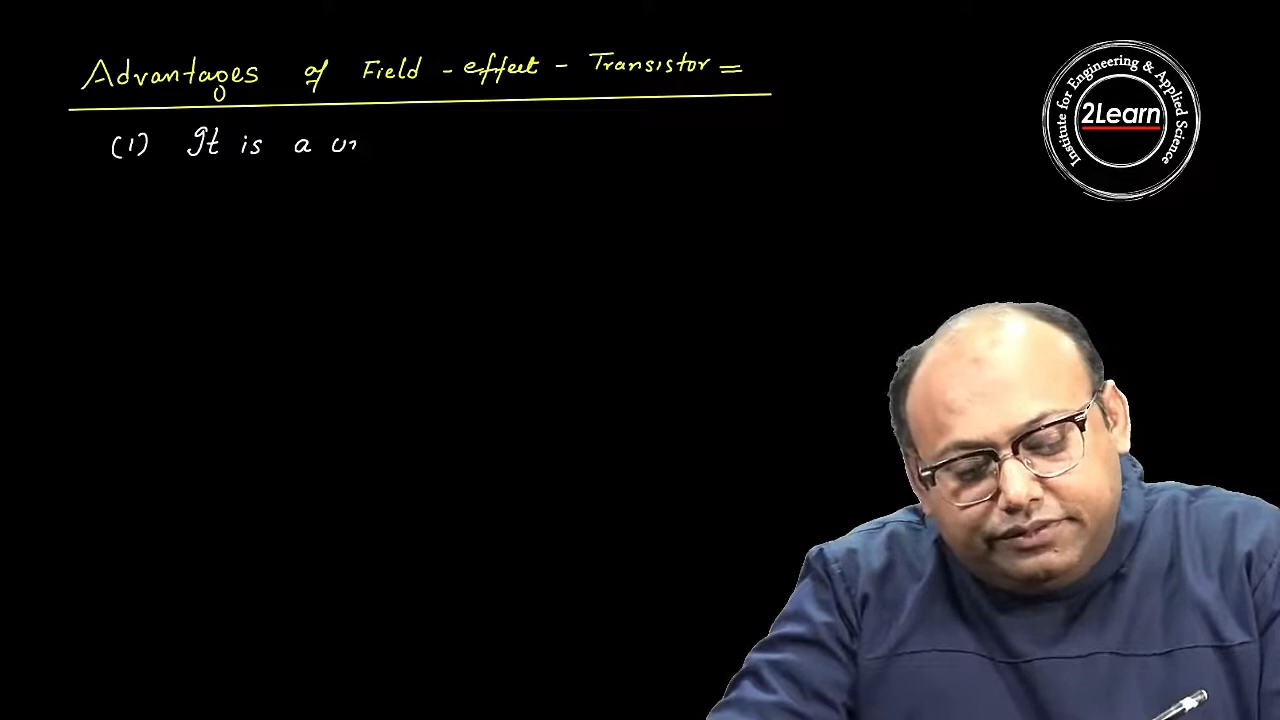 Advantages of Field-effect-Transistor =
(1) It is a
Institute for Engineering & Applied Science
2Learn